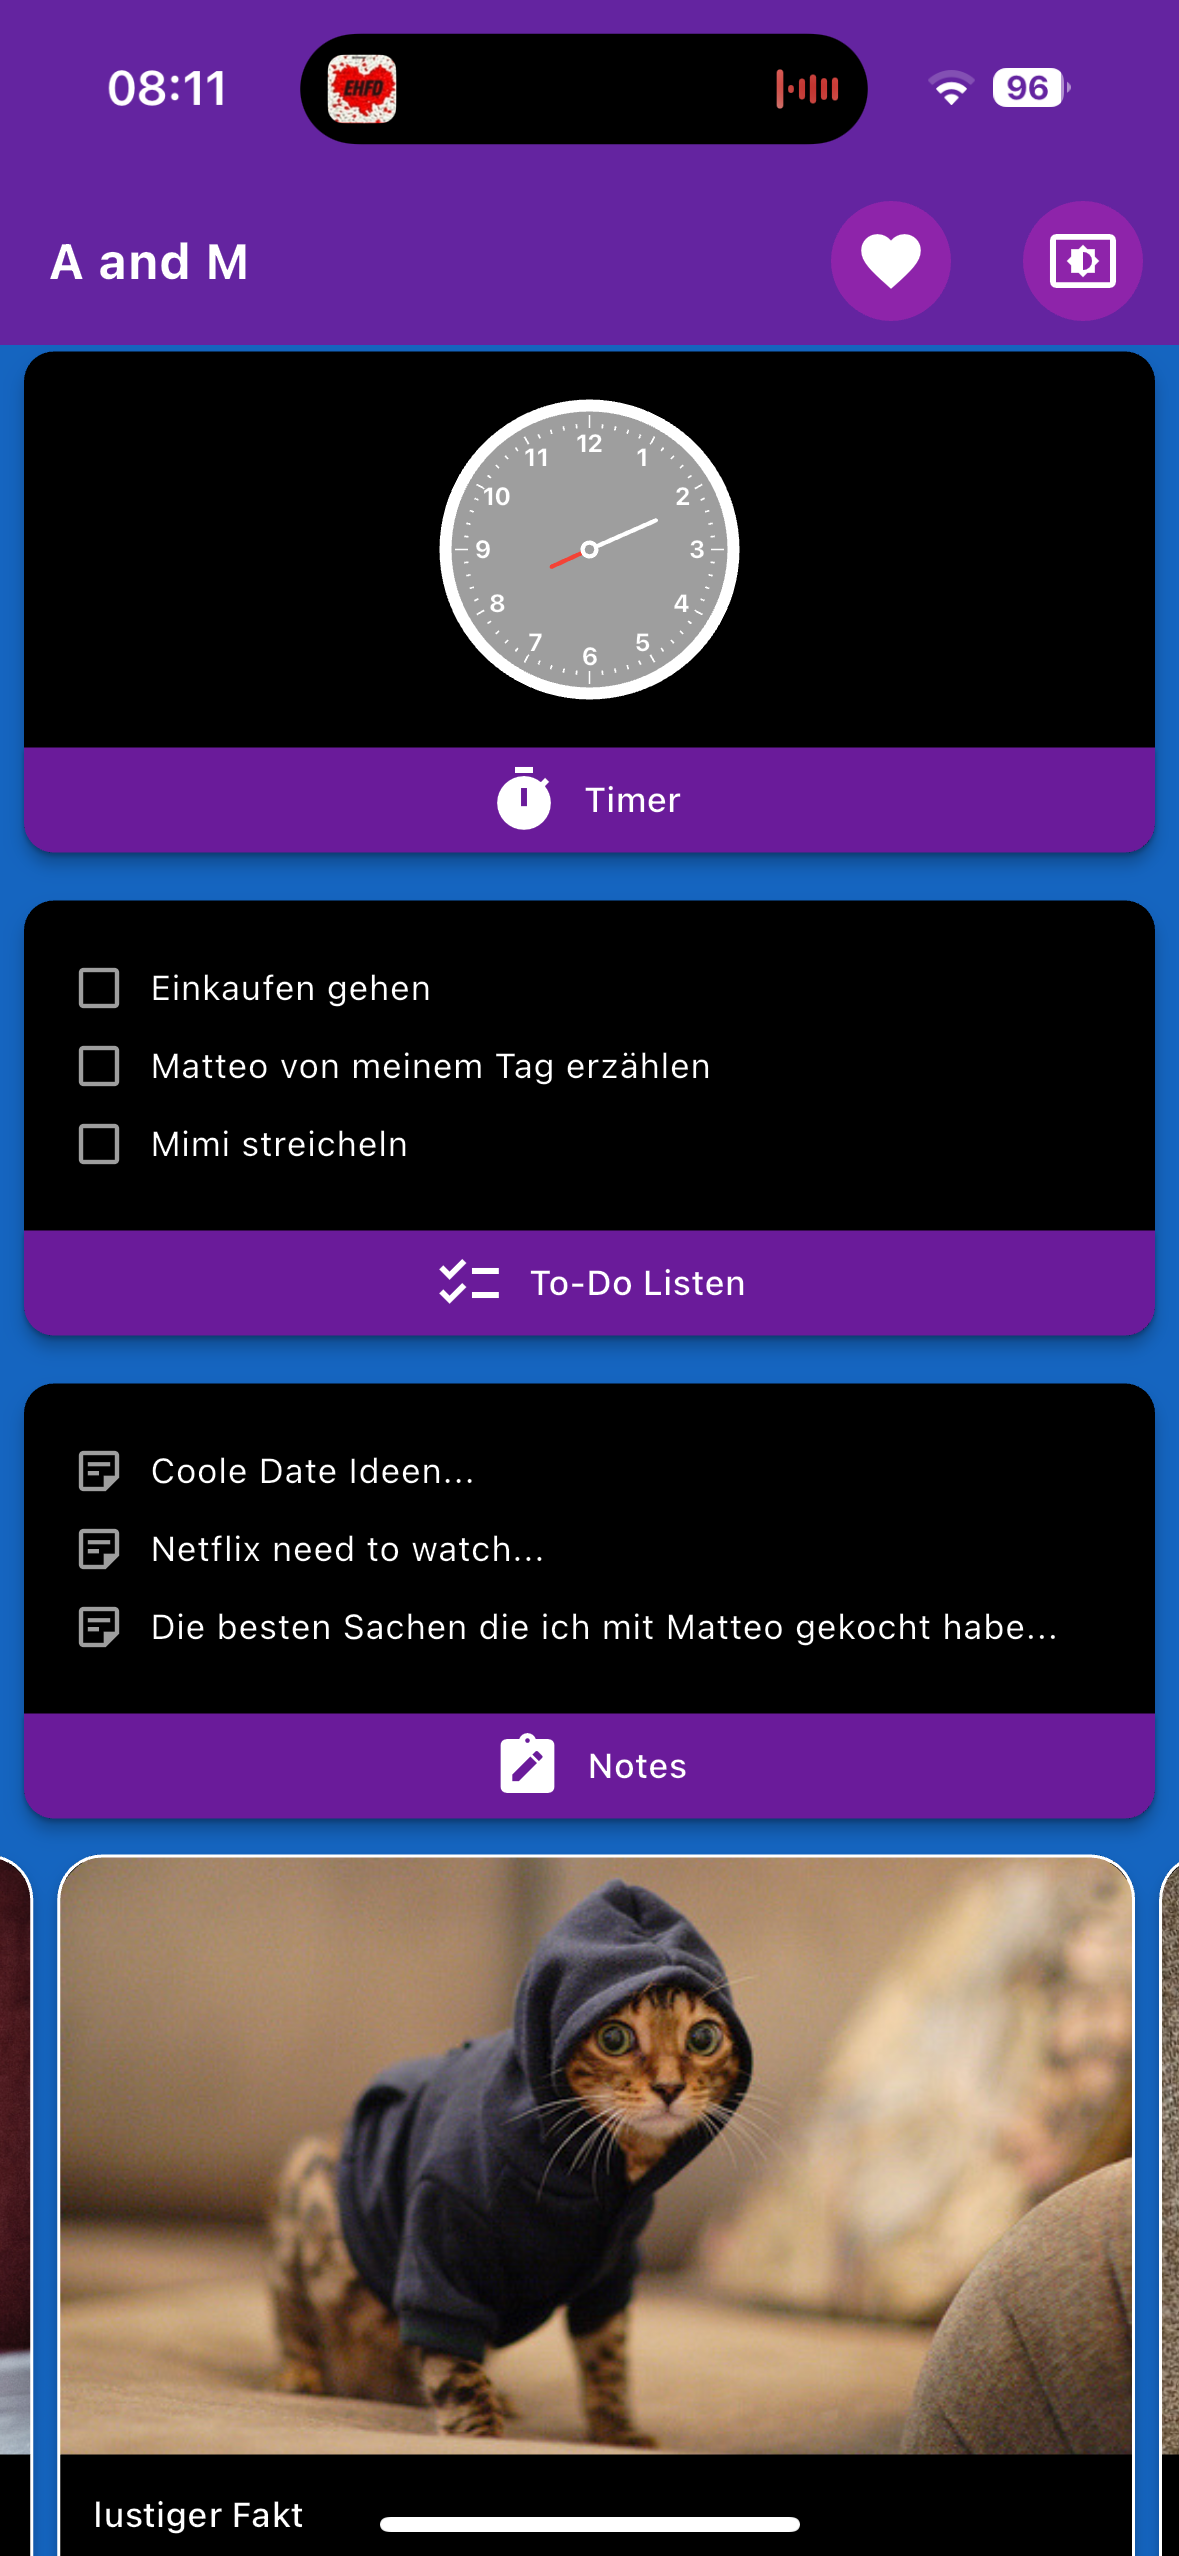 08:11
EHFD
96
A and M
12
11
1
10
2
9
3
8
4
7
5
6
Timer
Einkaufen gehen
Matteo von meinem Tag erzählen
Mimi streicheln
To-Do Listen
Coole Date Ideen...
Netflix need to watch...
Die besten Sachen die ich mit Matteo gekocht habe...
Notes
lustiger Fakt